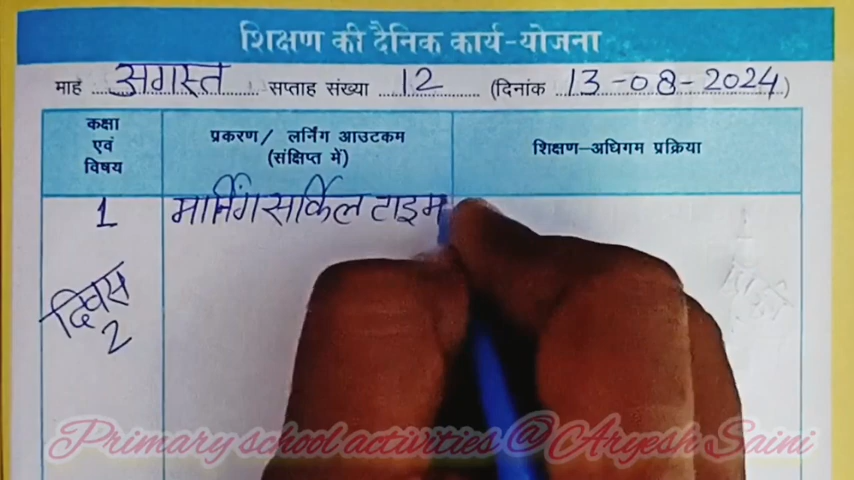 शिक्षण की दैनिक कार्य-योजना
माह अगस्त सप्ताह संख्या 12 (दिनांक 13-08-2024)
कक्षा एवं विषय
प्रकरण/ लर्निंग आउटकम (संक्षिप्त में)
शिक्षण-अधिगम प्रक्रिया
1 मार्निंग सर्किल टाइम
दिवस
2
Primary school activities @Aryesh Saini